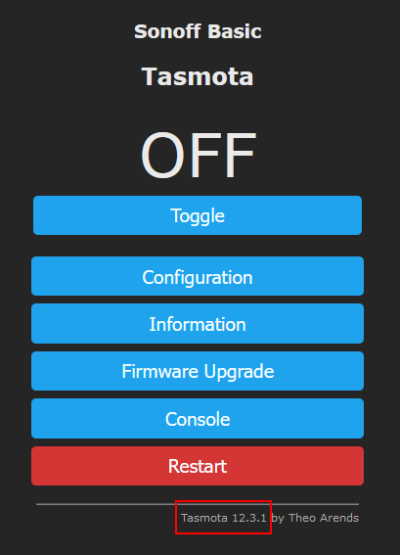 Sonoff Basic
Tasmota
OFF
Toggle
Configuration
Information
Firmware Upgrade
Console
Restart
Tasmota 12.3.1 by Theo Arends